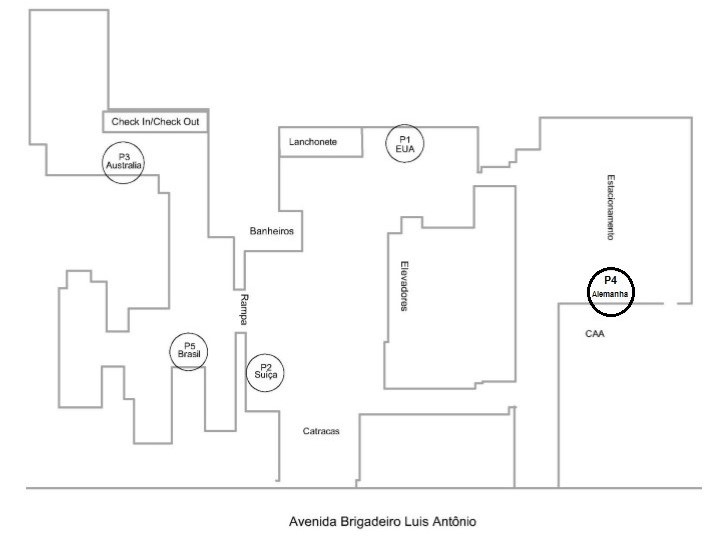 Check In/Check Out
P3
Australia
Lanchonete
P1
EUA
Estacionamento
Banheiros
Elevadores
P4
Alemanha
Rampa
CAA
P5
Brasil
P2
Suiça
Catracas
Avenida Brigadeiro Luis Antônio